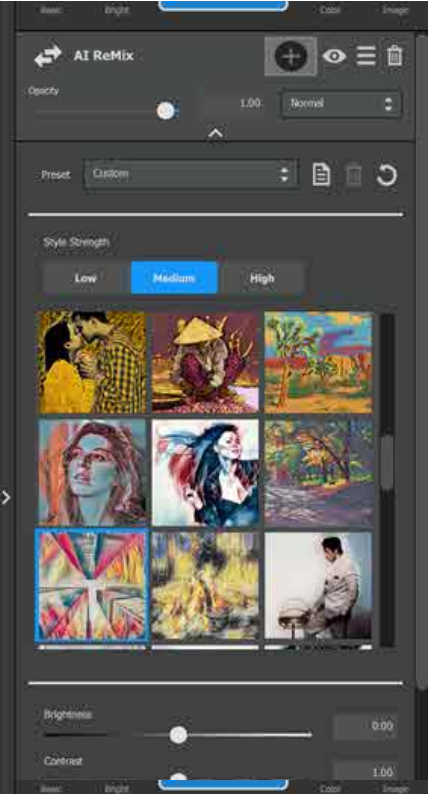 Basic Bright Color Image
AI ReMix
Opacity 1.00 Normal
Preset Custom
Style Strength
Low Medium High
Brightness 0.00
Contrast 1.00
Basic Bright Color Image